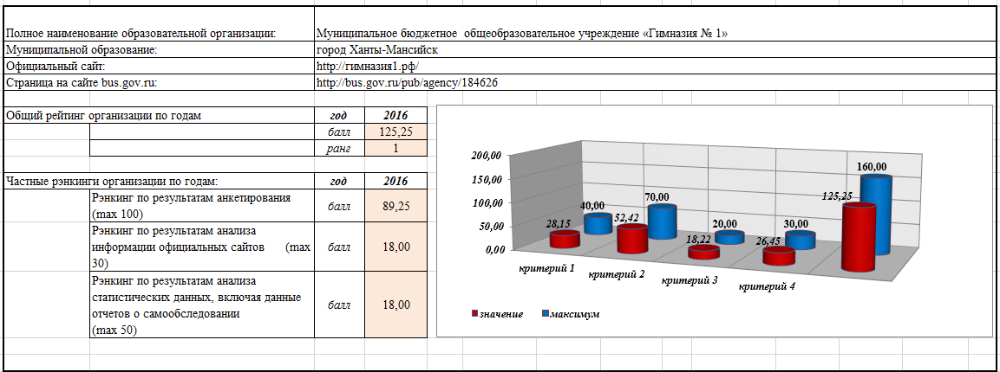 Полное наименование образовательной организации: Муниципальное бюджетное общеобразовательное учреждение «Гимназия № 1»
Муниципальной образование: город Ханты-Мансийск
Официальный сайт: http://гимназия1.рф/
Страница на сайте bus.gov.ru: http://bus.gov.ru/pub/agency/184626
Общий рейтинг организации по годам год 2016
балл 125,25
ранг 1
Частные рэнкинги организации по годам: год 2016
Рэнкинг по результатам анкетирования
(max 100)
балл 89,25
Рэнкинг по результатам анализа
информации официальных сайтов (max
30)
балл 18,00
Рэнкинг по результатам анализа
статистических данных, включая данные
отчетов о самообследовании
(max 50)
балл 18,00
200,00
150,00
100,00
50,00
0,00
28,15
40,00
52,42
70,00
18,22
20,00
26,45
30,00
125,25
160,00
критерий 1
критерий 2
критерий 3
критерий 4
значение максимум